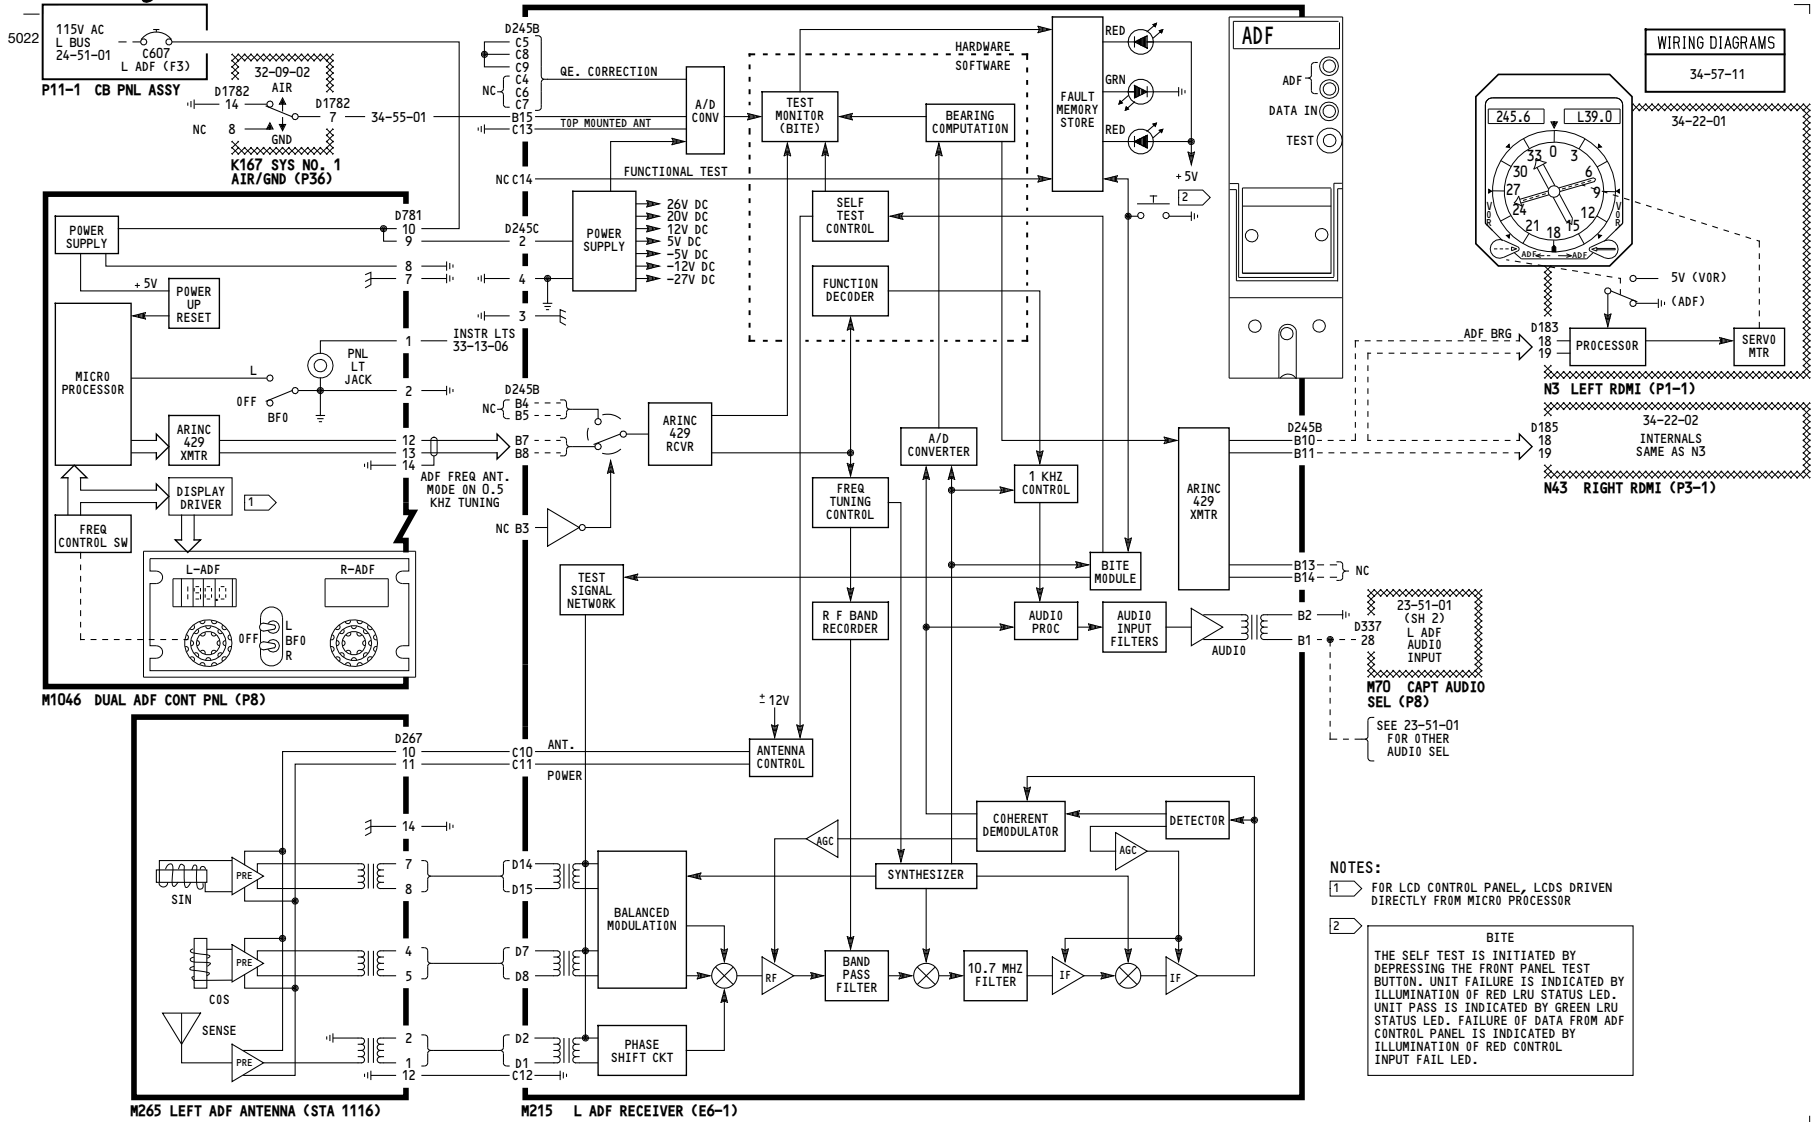 5022
115V AC
L BUS
24-51-01
C607
L ADF (F3)
P11-1 CB PNL ASSY
32-09-02
AIR
D1782
14
NC
8
GND
D1782
7
34-55-01
K167 SYS NO. 1
AIR/GND (P36)
POWER
SUPPLY
D781
10
9
8
7
+5V
POWER
UP
RESET
MICRO
PROCESSOR
1
INSTR LTS
33-13-06
PNL
LT
JACK
L
OFF
BFO
2
ARINC
429
XMTR
12
13
14
ADF FREQ ANT.
MODE ON 0.5
KHZ TUNING
DISPLAY
DRIVER
1
FREQ
CONTROL SW
L-ADF
R-ADF
190.0
OFF
L
BFO
R
M1046 DUAL ADF CONT PNL (P8)
D267
10
11
14
PRE
SIN
7
8
PRE
COS
4
5
SENSE
PRE
2
1
12
M265 LEFT ADF ANTENNA (STA 1116)
D245B
C5
C8
C9
C4
NC
C6
C7
B15
C13
QE. CORRECTION
TOP MOUNTED ANT
A/D
CONV
NC C14
FUNCTIONAL TEST
D245C
2
4
3
POWER
SUPPLY
26V DC
20V DC
12V DC
5V DC
-5V DC
-12V DC
-27V DC
HARDWARE
SOFTWARE
TEST
MONITOR
(BITE)
BEARING
COMPUTATION
SELF
TEST
CONTROL
FUNCTION
DECODER
FAULT
MEMORY
STORE
RED
GRN
RED
+5V
2
D245B
NC
B4
B5
B7
B8
NC B3
ARINC
429
RCVR
A/D
CONVERTER
1 KHZ
CONTROL
FREQ
TUNING
CONTROL
ARINC
429
XMTR
TEST
SIGNAL
NETWORK
BITE
MODULE
R F BAND
RECORDER
AUDIO
PROC
AUDIO
INPUT
FILTERS
AUDIO
± 12V
C10
C11
ANT.
POWER
ANTENNA
CONTROL
COHERENT
DEMODULATOR
DETECTOR
AGC
AGC
SYNTHESIZER
D14
D15
BALANCED
MODULATION
D7
D8
RF
BAND
PASS
FILTER
10.7 MHZ
FILTER
IF
IF
D2
D1
C12
PHASE
SHIFT CKT
M215 L ADF RECEIVER (E6-1)
ADF
ADF
DATA IN
TEST
D245B
B10
B11
B13
B14
NC
B2
B1
D337
28
23-51-01
(SH 2)
L ADF
AUDIO
INPUT
M70 CAPT AUDIO
SEL (P8)
SEE 23-51-01
FOR OTHER
AUDIO SEL
WIRING DIAGRAMS
34-57-11
34-22-01
245.6
L39.0
0
3
6
9
12
15
18
21
24
27
30
33
VOR
VOR
ADF
ADF
5V (VOR)
(ADF)
ADF BRG
D183
18
19
PROCESSOR
SERVO
MTR
N3 LEFT RDMI (P1-1)
D185
18
19
34-22-02
INTERNALS
SAME AS N3
N43 RIGHT RDMI (P3-1)
NOTES:
1
FOR LCD CONTROL PANEL, LCDS DRIVEN
DIRECTLY FROM MICRO PROCESSOR
2
BITE
THE SELF TEST IS INITIATED BY
DEPRESSING THE FRONT PANEL TEST
BUTTON. UNIT FAILURE IS INDICATED BY
ILLUMINATION OF RED LRU STATUS LED.
UNIT PASS IS INDICATED BY GREEN LRU
STATUS LED. FAILURE OF DATA FROM ADF
CONTROL PANEL IS INDICATED BY
ILLUMINATION OF RED CONTROL
INPUT FAIL LED.